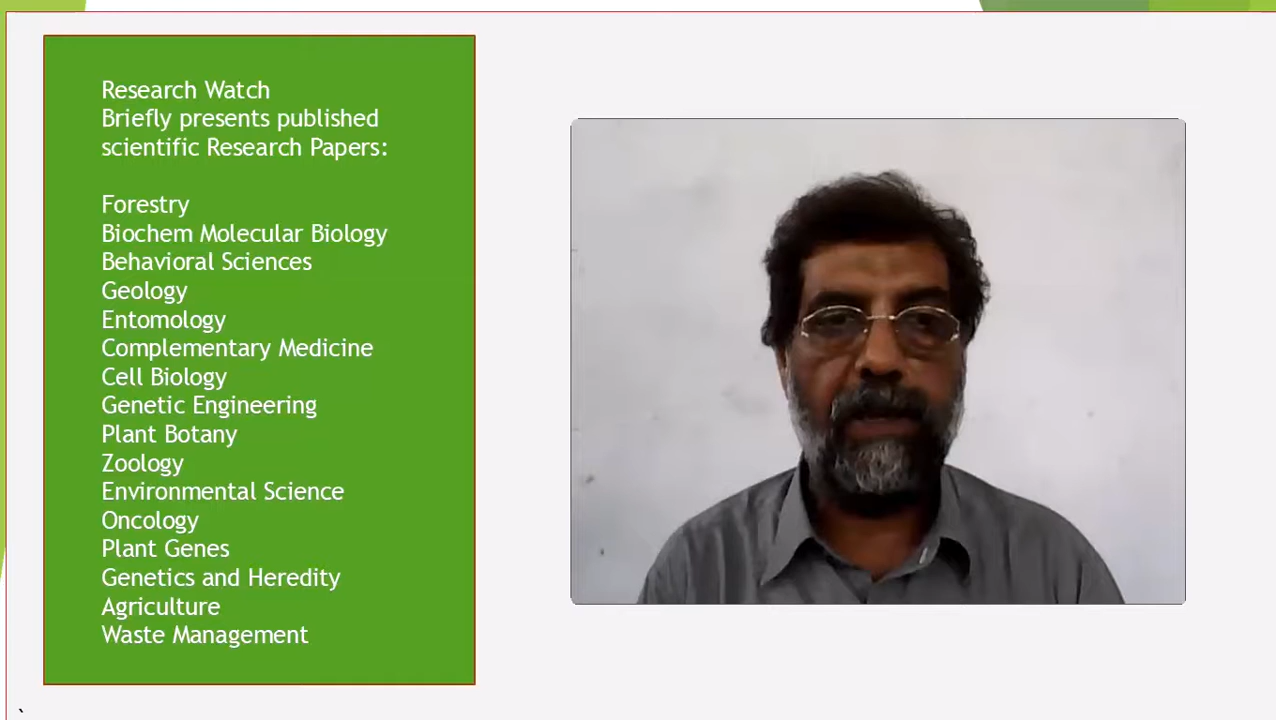 Research Watch
Briefly presents published
scientific Research Papers:
Forestry
Biochem Molecular Biology
Behavioral Sciences
Geology
Entomology
Complementary Medicine
Cell Biology
Genetic Engineering
Plant Botany
Zoology
Environmental Science
Oncology
Plant Genes
Genetics and Heredity
Agriculture
Waste Management
`